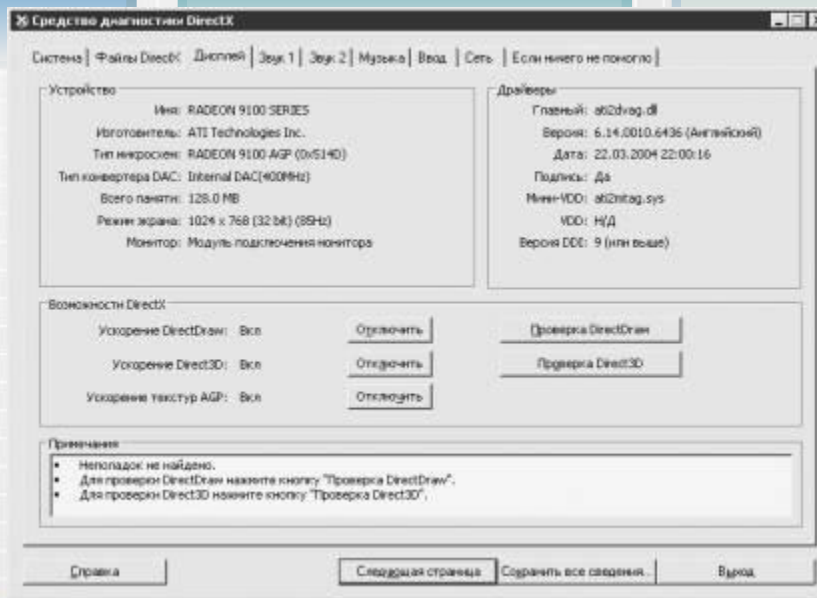 Средство диагностики DirectX
Система Файлы DirectX Дисплей Звук 1 Звук 2 Музыка Ввод Сеть Если ничего не помогло
Устройство
Имя: RADEON 9100 SERIES
Изготовитель: ATI Technologies Inc.
Тип микросхем: RADEON 9100 AGP (0x514D)
Тип конвертера DAC: Internal DAC(400MHz)
Всего памяти: 128.0 MB
Режим экрана: 1024 x 768 (32 bit) (85Hz)
Монитор: Модуль подключения монитора
Драйверы
Главный: ati2dvag.dll
Версия: 6.14.0010.6436 (Английский)
Дата: 22.03.2004 22:00:16
Подпись: Да
Мини-VDD: ati2mtag.sys
VDD: Н/Д
Версия DDI: 9 (или выше)
Возможности DirectX
Ускорение DirectDraw: Вкл Отключить Проверка DirectDraw
Ускорение Direct3D: Вкл Отключить Проверка Direct3D
Ускорение текстур AGP: Вкл Отключить
Примечания
• Неполадок не найдено.
• Для проверки DirectDraw нажмите кнопку "Проверка DirectDraw".
• Для проверки Direct3D нажмите кнопку "Проверка Direct3D".
Справка Следующая страница Сохранить все сведения... Выход